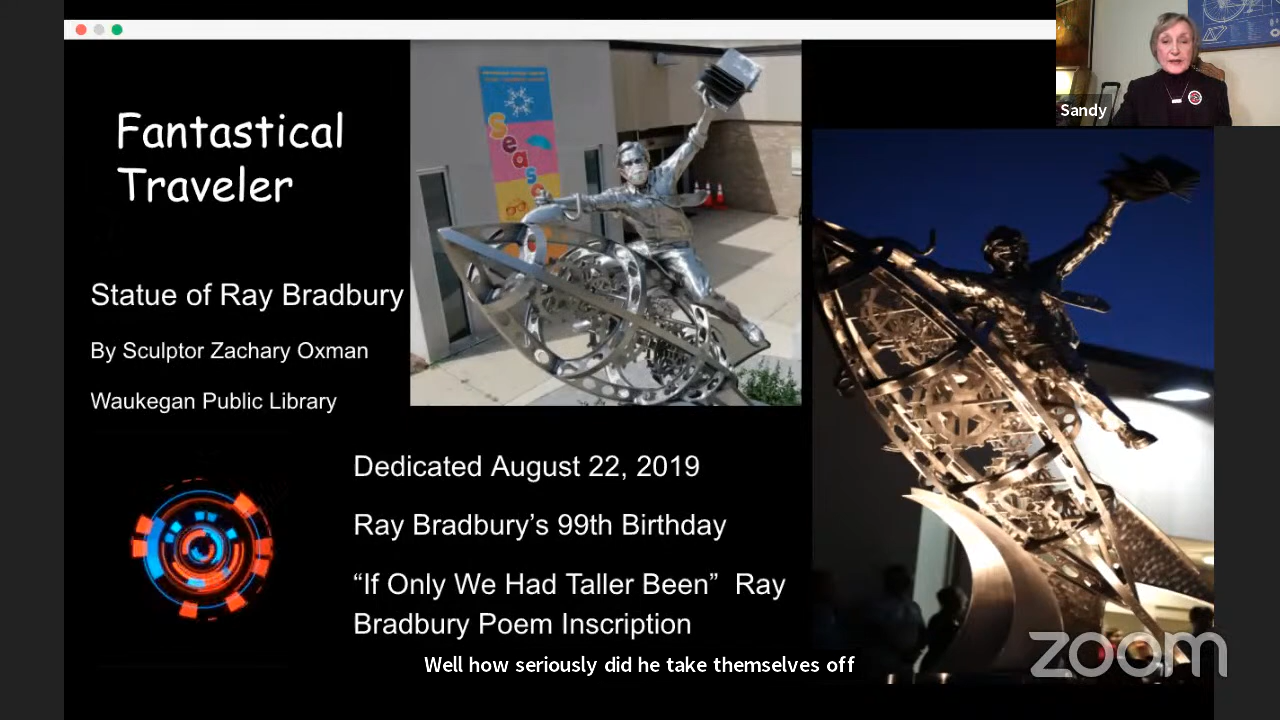 Fantastical
Traveler
Statue of Ray Bradbury
By Sculptor Zachary Oxman
Waukegan Public Library
Seaso
Dedicated August 22, 2019
Ray Bradbury’s 99th Birthday
“If Only We Had Taller Been” Ray
Bradbury Poem Inscription
Well how seriously did he take themselves off
Sandy
zoom